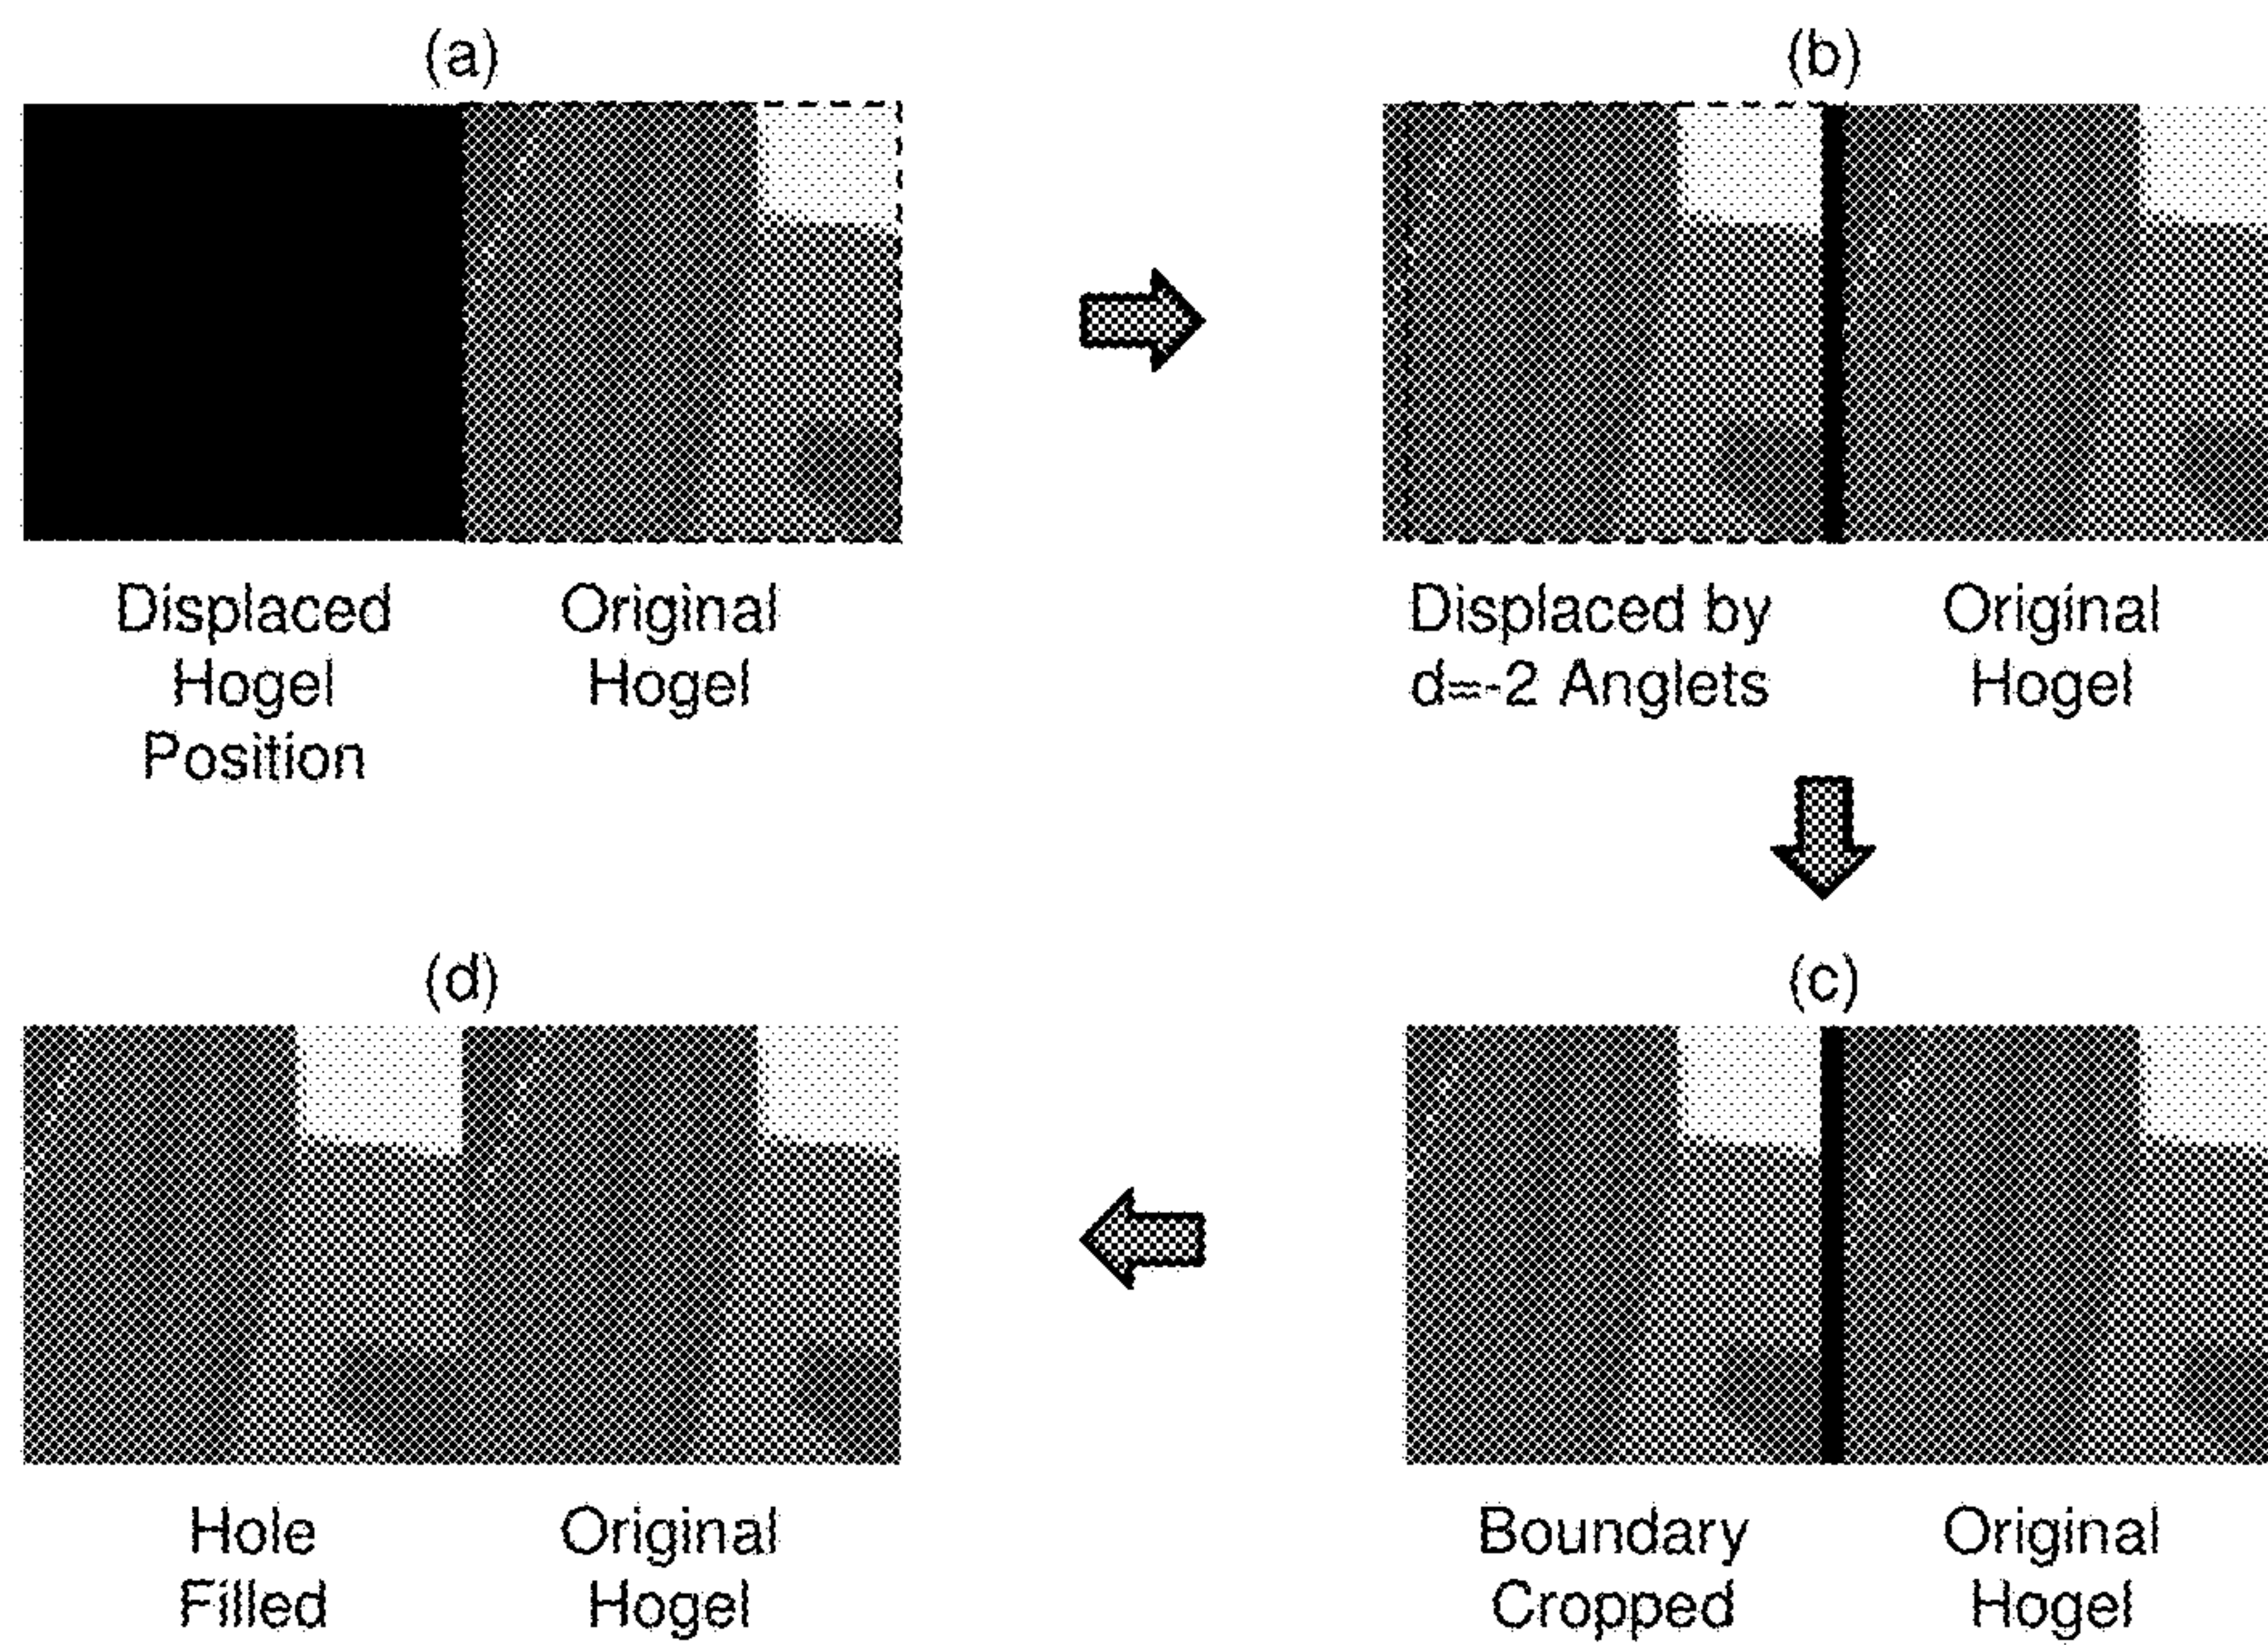 (a)
Displaced
Hogel
Position
Original
Hogel
(b)
Displaced by
d=-2 Anglets
Original
Hogel
(c)
Boundary
Cropped
Original
Hogel
(d)
Hole
Filled
Original
Hogel